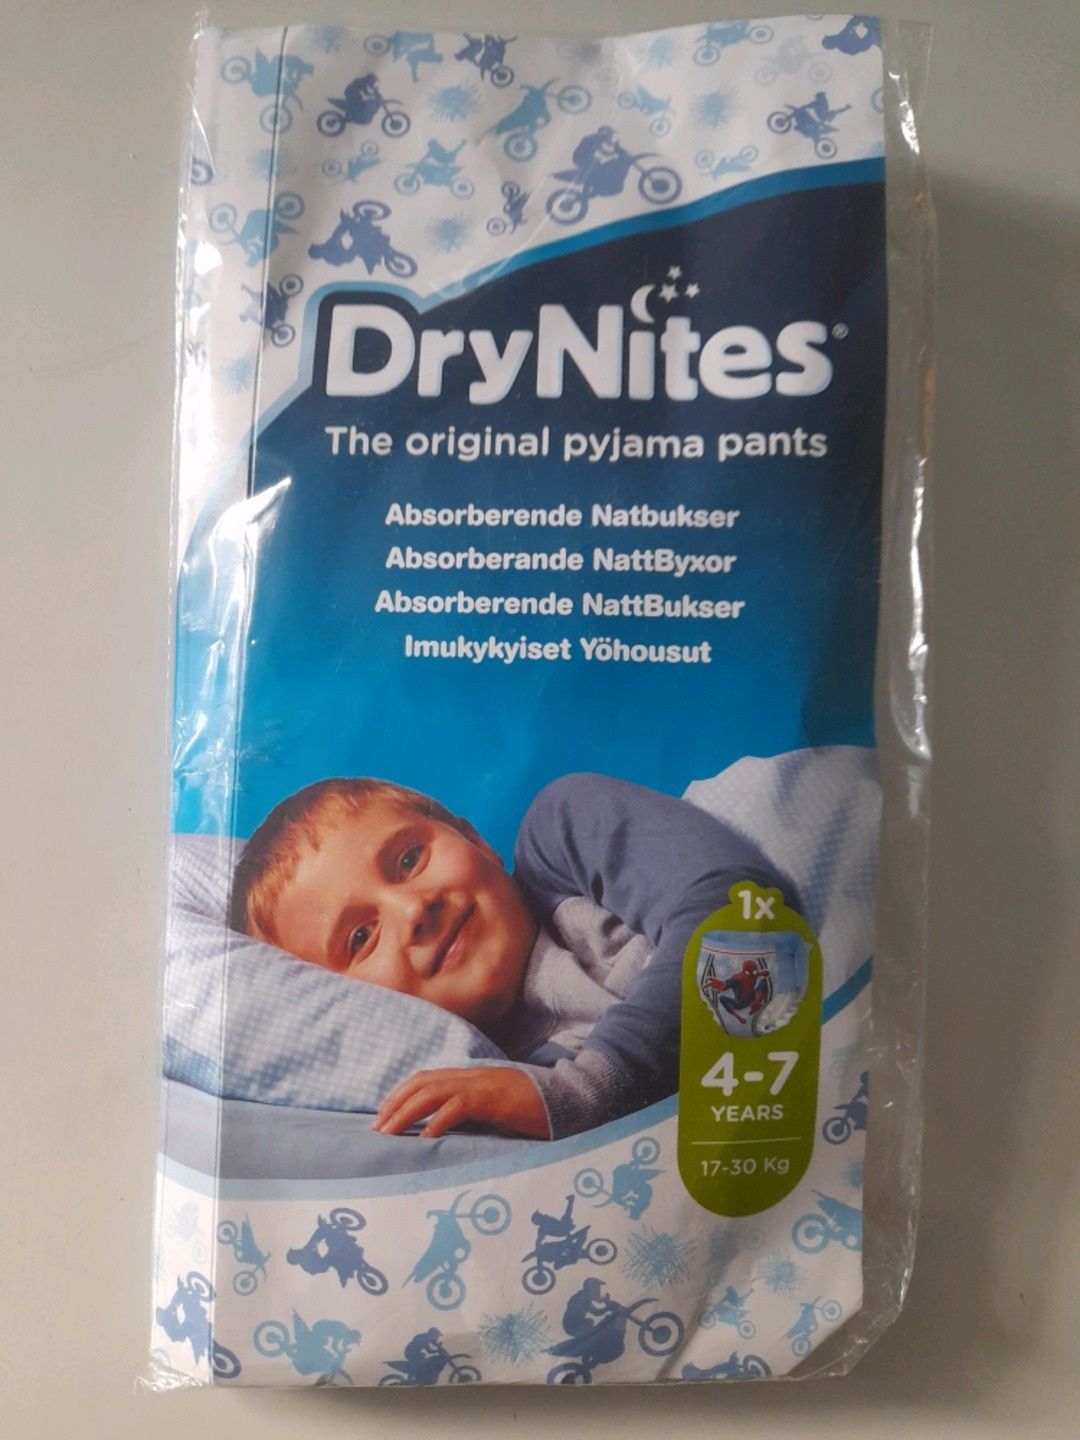 DryNites®
The original pyjama pants
Absorberende Natbukser
Absorberande NattByxor
Absorberende NattBukser
Imukykyiset Yöhousut
1x
4-7
YEARS
17-30 Kg